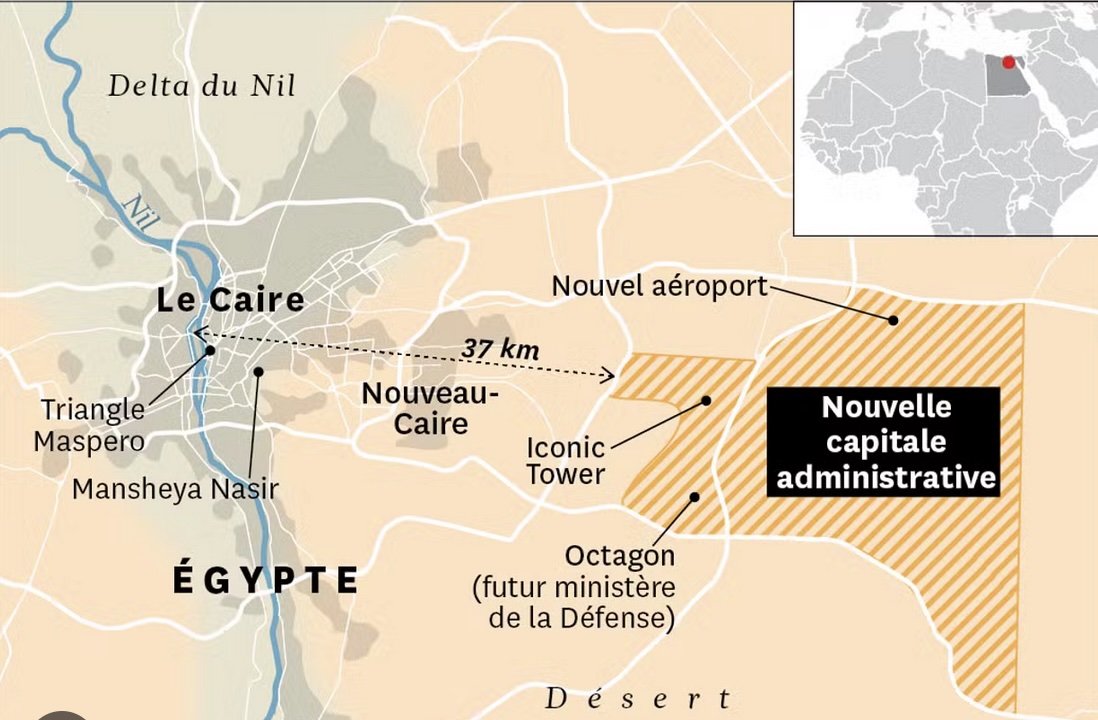 Delta du Nil
Nil
Le Caire
Nouvel aéroport
37 km
Nouveau-
Caire
Triangle
Maspero
Mansheya Nasir
Iconic
Tower
Nouvelle
capitale
administrative
Octagon
(futur ministère
de la Défense)
ÉGYPTE
Désert